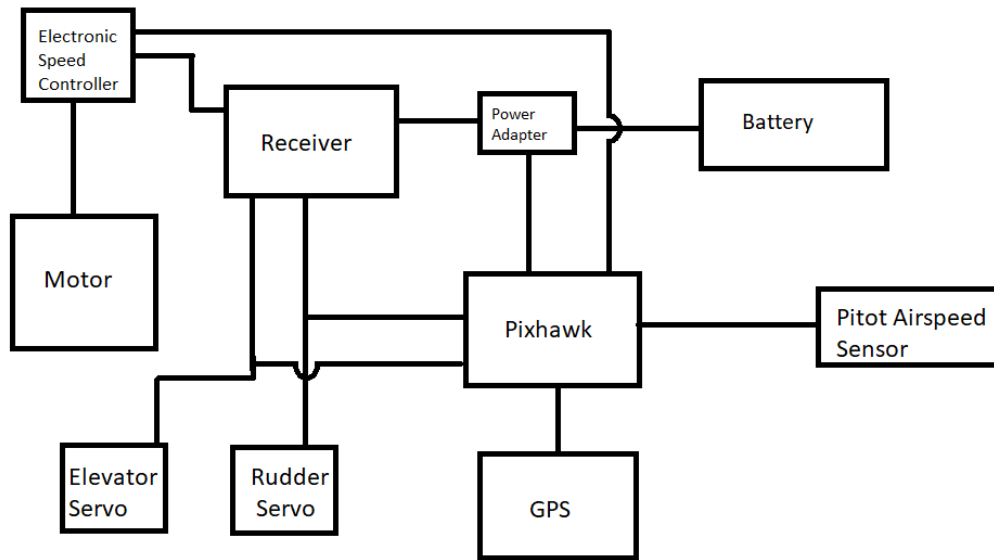 Electronic
Speed
Controller
Receiver
Power
Adapter
Battery
Motor
Pixhawk
Pitot Airspeed
Sensor
Elevator
Servo
Rudder
Servo
GPS